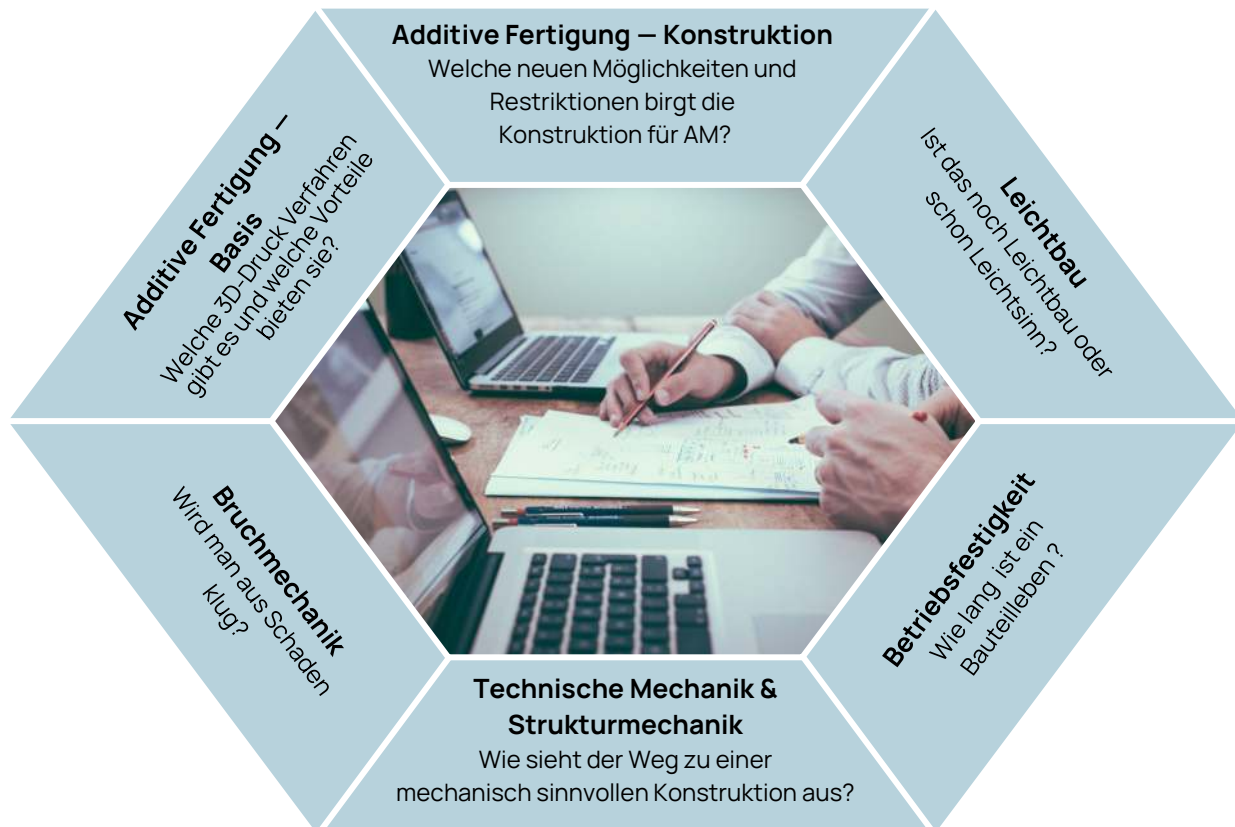 Additive Fertigung – Konstruktion
Welche neuen Möglichkeiten und
Restriktionen birgt die
Konstruktion für AM?
Leichtbau
Ist das noch Leichtbau oder
schon Leichtsinn?
Betriebsfestigkeit
Wie lang ist ein
Bauteilleben ?
Technische Mechanik &
Strukturmechanik
Wie sieht der Weg zu einer
mechanisch sinnvollen Konstruktion aus?
Bruchmechanik
Wird man aus Schaden
klug?
Additive Fertigung –
Basis
Welche 3D-Druck Verfahren
gibt es und welche Vorteile
bieten sie?